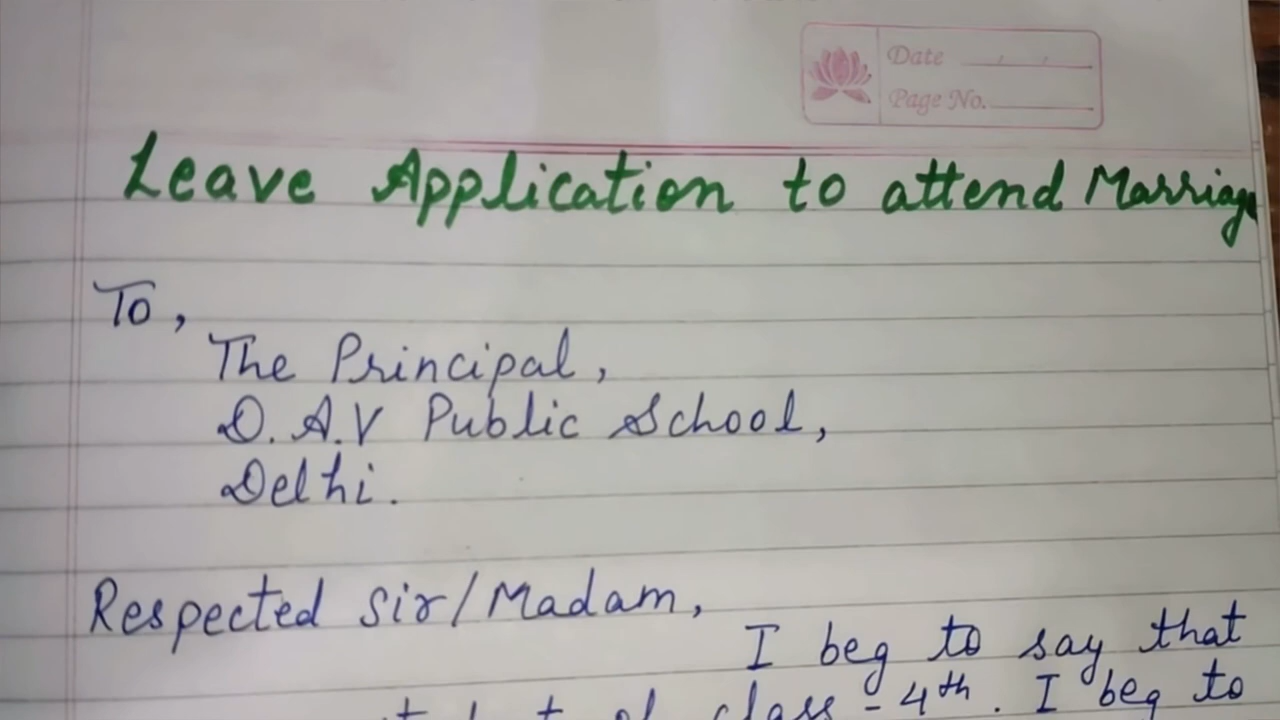 Date
Page No.
Leave Application to attend Marriage
To,
The Principal,
D.A.V Public School,
Delhi.
Respected Sir/Madam,
I beg to say that
of class - 4th. I beg to